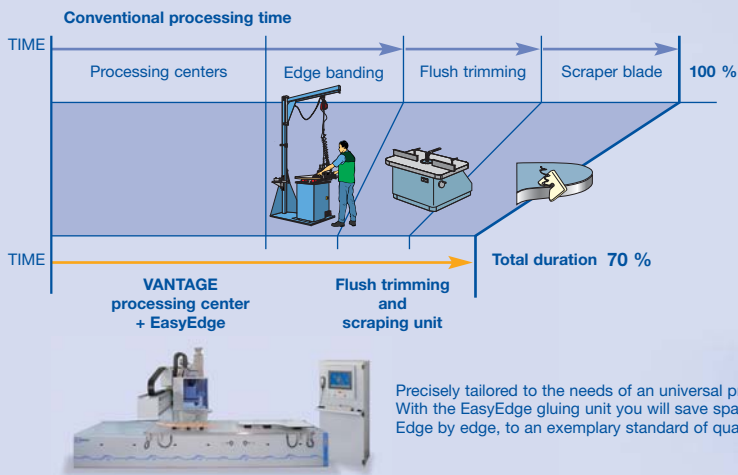 Conventional processing time
TIME
Processing centers
Edge banding
Flush trimming
Scraper blade
100 %
TIME
Total duration 70 %
VANTAGE
processing center
+ EasyEdge
Flush trimming
and
scraping unit
Precisely tailored to the needs of an universal
With the EasyEdge gluing unit you will save
Edge by edge, to an exemplary standard of